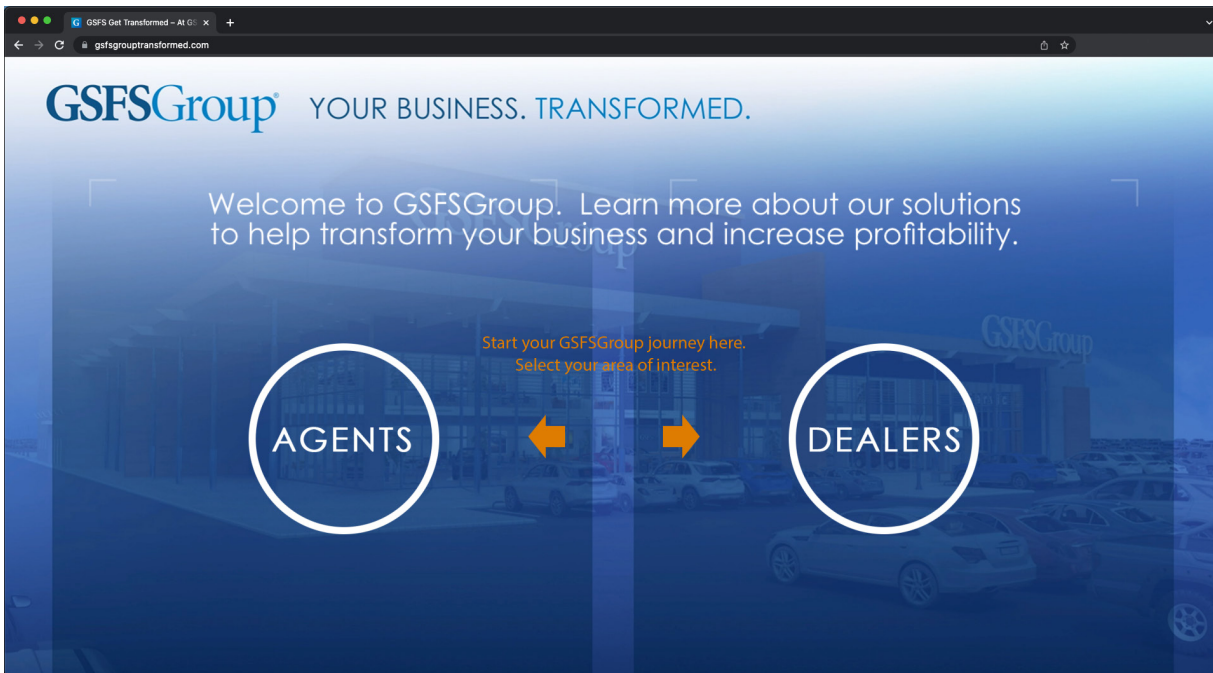 GSFS Get Transformed – At GS
gsfsgrouptransformed.com
GSFSGroup® YOUR BUSINESS. TRANSFORMED.
Welcome to GSFSGroup. Learn more about our solutions
to help transform your business and increase profitability.
GSFSGroup
GSFSGroup
Start your GSFSGroup journey here.
Select your area of interest.
AGENTS
DEALERS